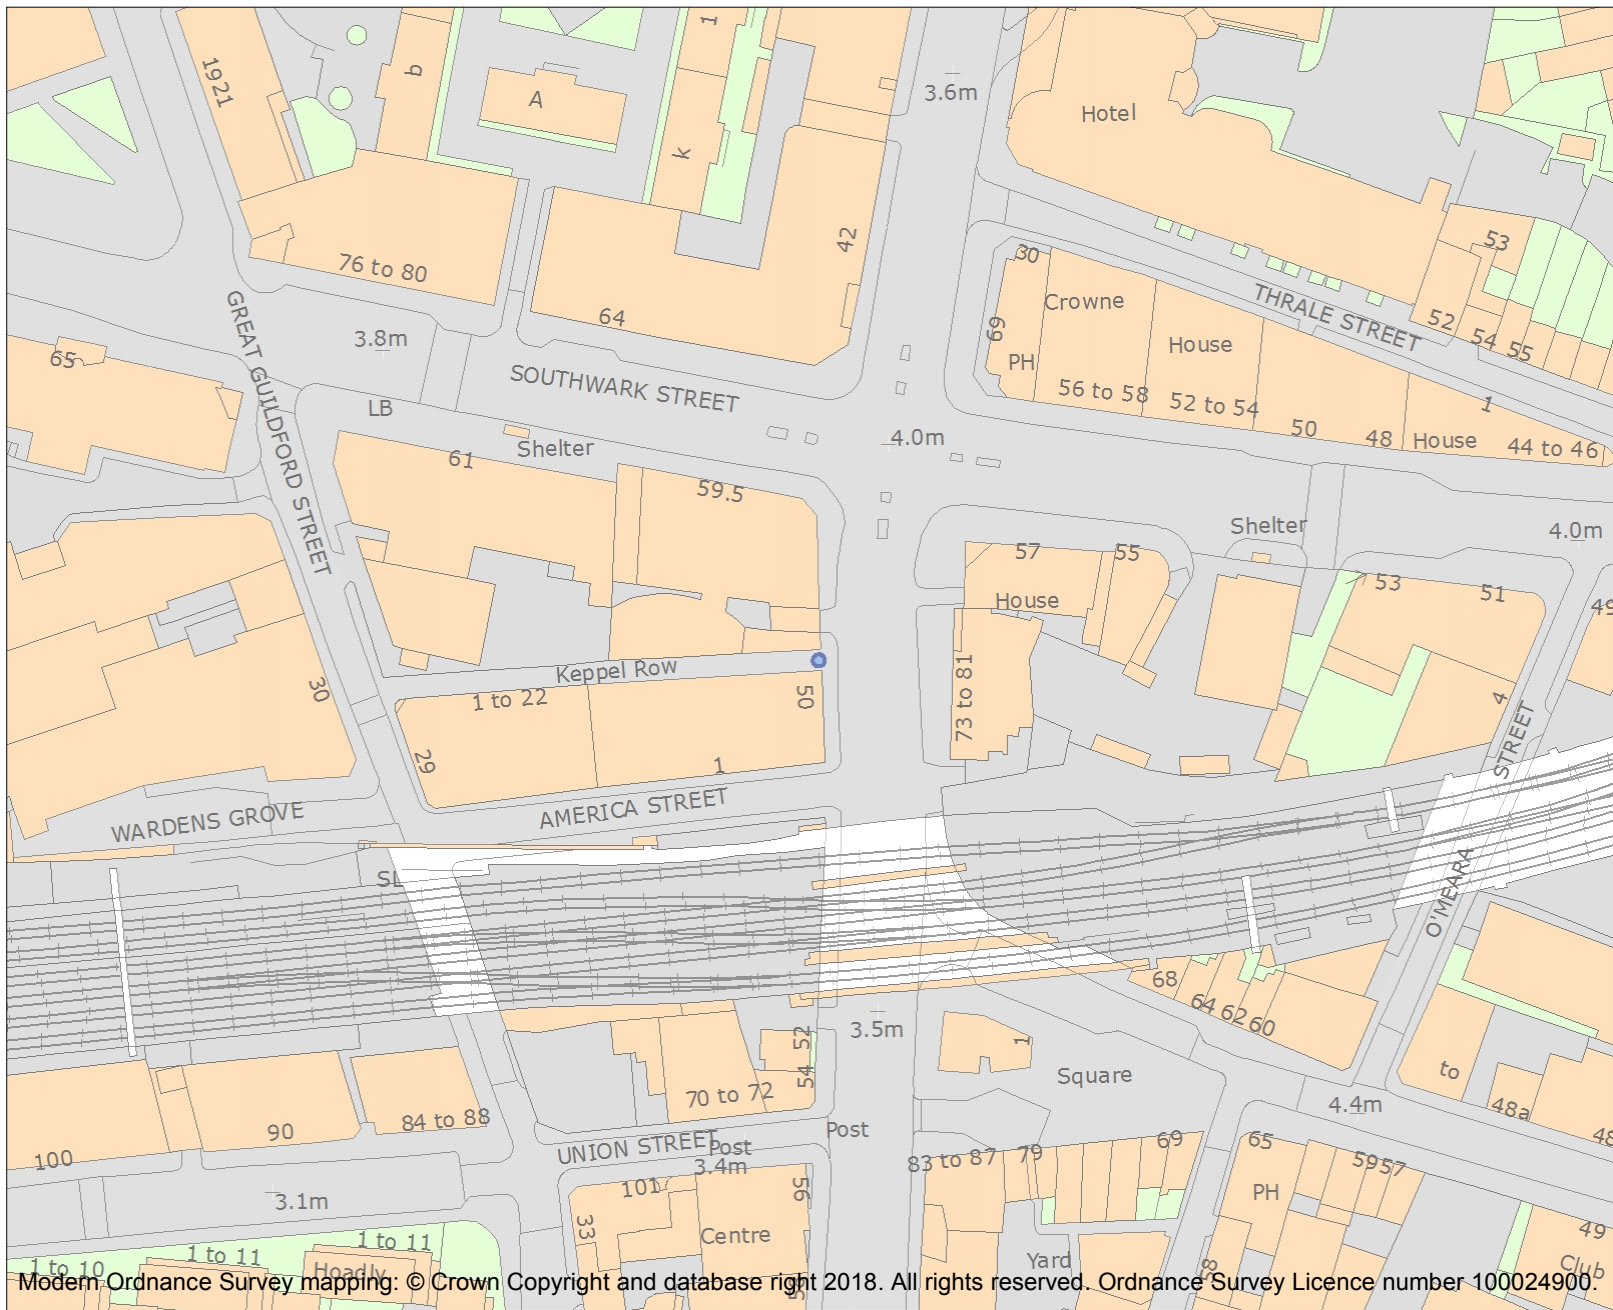 1
1921
b
A
k
3.6m
Hotel
42
53
76 to 80
30
Crowne
THRALE STREET
GREAT GUILDFORD STREET
64
69
House
52
54
55
3.8m
65
PH
SOUTHWARK STREET
56 to 58
52 to 54
1
LB
50
48
House
44 to 46
4.0m
Shelter
61
59.5
Shelter
4.0m
57
55
53
51
49
House
Keppel Row
1 to 22
50
30
73 to 81
4
29
1
STREET
AMERICA STREET
WARDENS GROVE
SL
O'MEARA
68
64
62
60
3.5m
52
1
54
Square
to
70 to 72
4.4m
48a
84 to 88
90
Post
48
UNION STREET
Post
3.4m
83 to 87
79
69
65
59
57
100
101
56
PH
3.1m
33
Centre
49
1 to 11
1 to 11
Yard
58
Club
1 to 10
Hoadly
Modern Ordnance Survey mapping: © Crown Copyright and database right 2018. All rights reserved. Ordnance Survey Licence number 100024900.